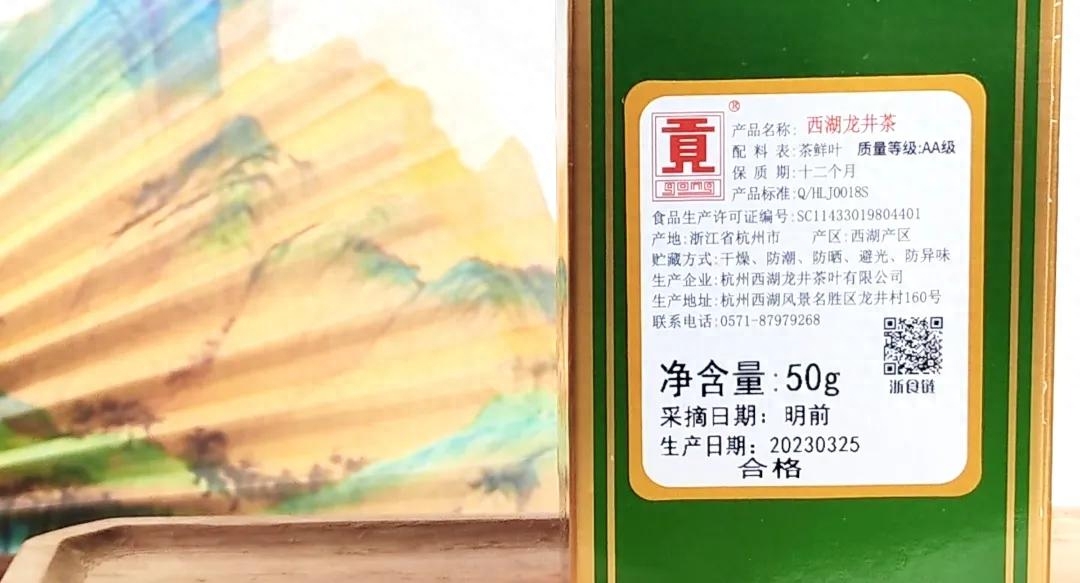 貢
gong
®
产品名称: 西湖龙井茶
配 料 表:茶鲜叶 质量等级:AA级
保 质 期:十二个月
产品标准:Q/HLJ0018S
食品生产许可证编号:SC11433019804401
产地:浙江省杭州市 产区:西湖产区
贮藏方式:干燥、防潮、防晒、避光、防异味
生产企业:杭州西湖龙井茶叶有限公司
生产地址:杭州西湖风景名胜区龙井村160号
联系电话:0571-87979268
浙食链
净含量:50g
采摘日期：明前
生产日期：20230325
合格